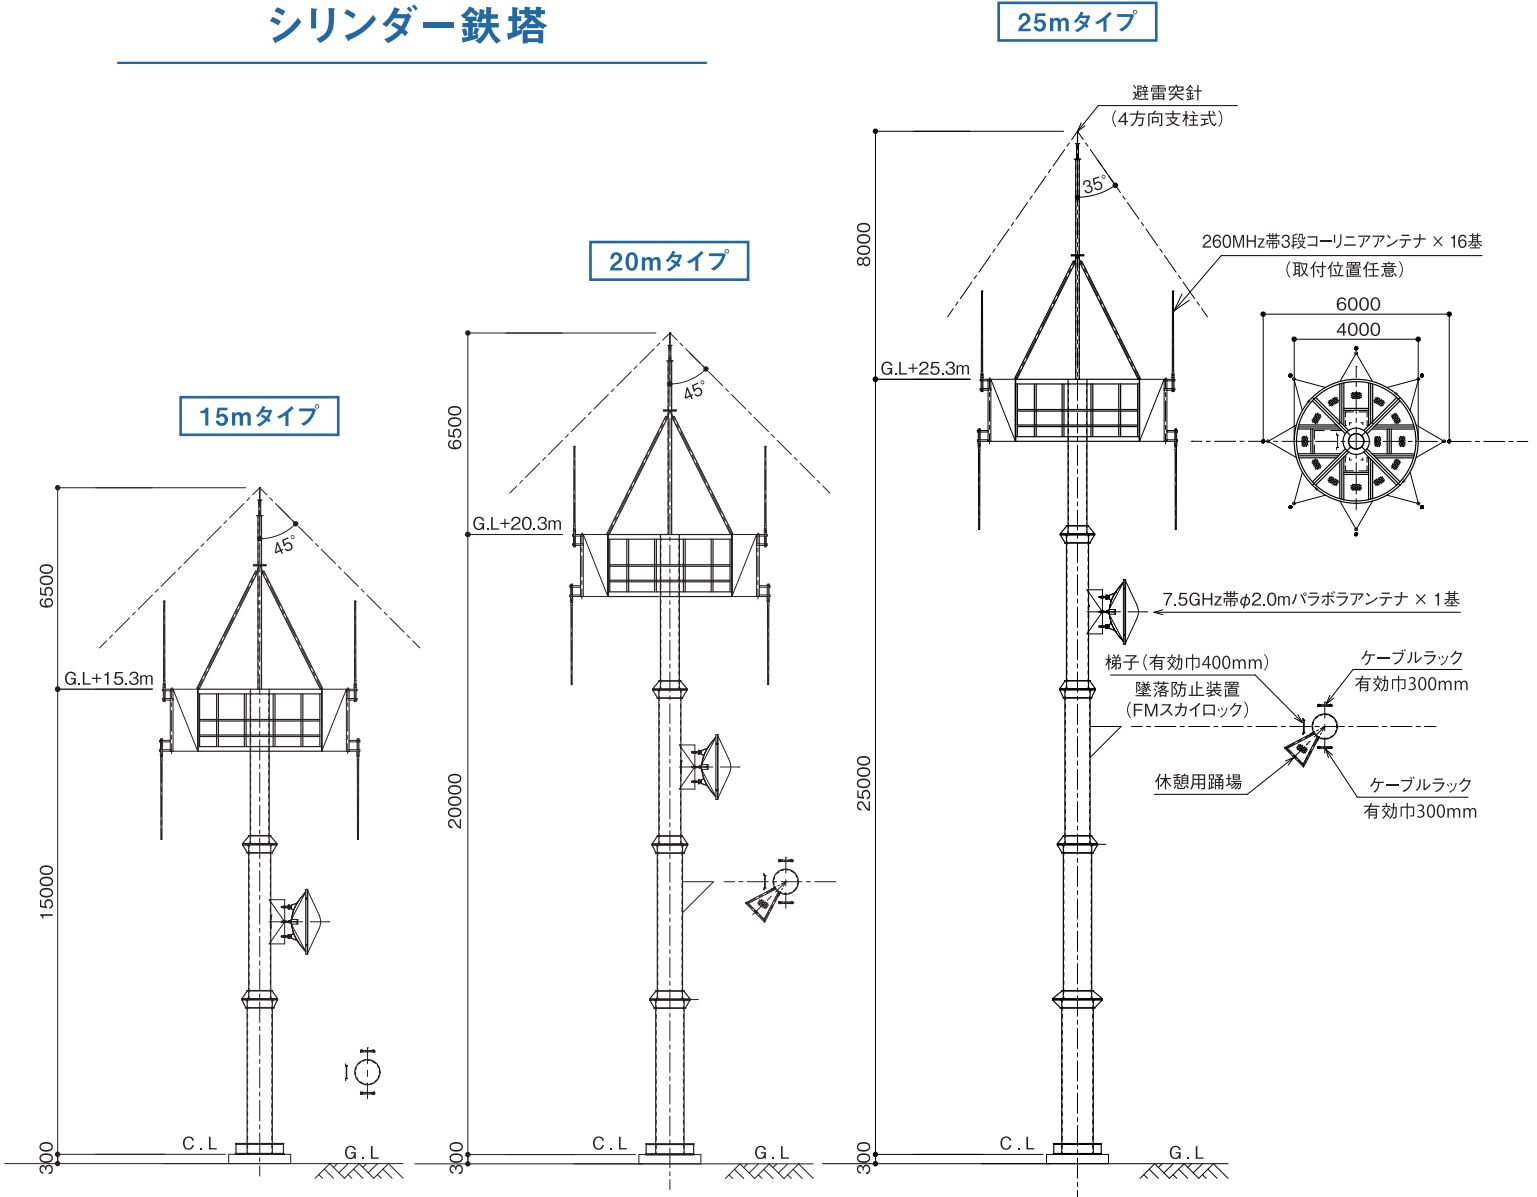 シリンダー鉄塔
25mタイプ
避雷突針
(4方向支柱式)
35°
8000
260MHz帯3段コーリニアアンテナ × 16基
(取付位置任意)
6000
4000
G.L+25.3m
20mタイプ
45°
6500
G.L+20.3m
15mタイプ
45°
6500
G.L+15.3m
7.5GHz帯φ2.0mパラボラアンテナ × 1基
梯子(有効巾400mm)
墜落防止装置
(FMスカイロック)
ケーブルラック
有効巾300mm
休憩用踊場
ケーブルラック
有効巾300mm
15000
20000
25000
300
C.L
G.L
300
C.L
G.L
300
C.L
G.L